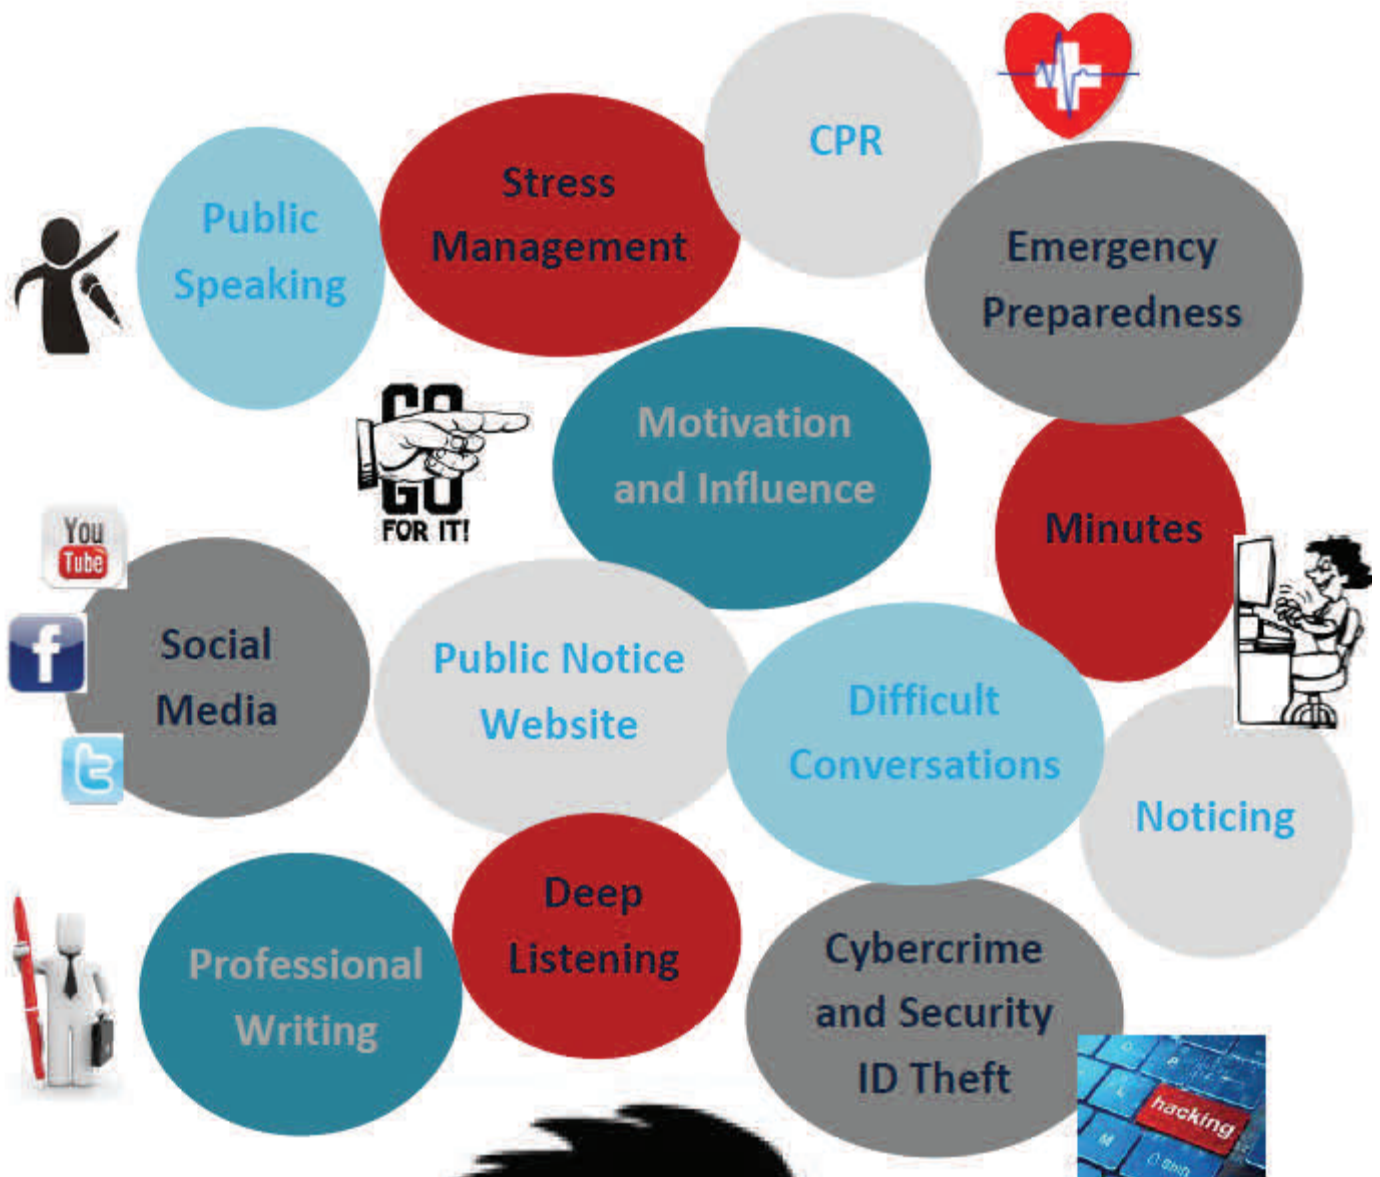 CPR
Stress
Management
Public
Speaking
Emergency
Preparedness
GO
GO
FOR IT!
Motivation
and Influence
Minutes
You
Tube
f
t
Social
Media
Public Notice
Website
Difficult
Conversations
Noticing
Deep
Listening
Professional
Writing
Cybercrime
and Security
ID Theft
hacking
M
Ship